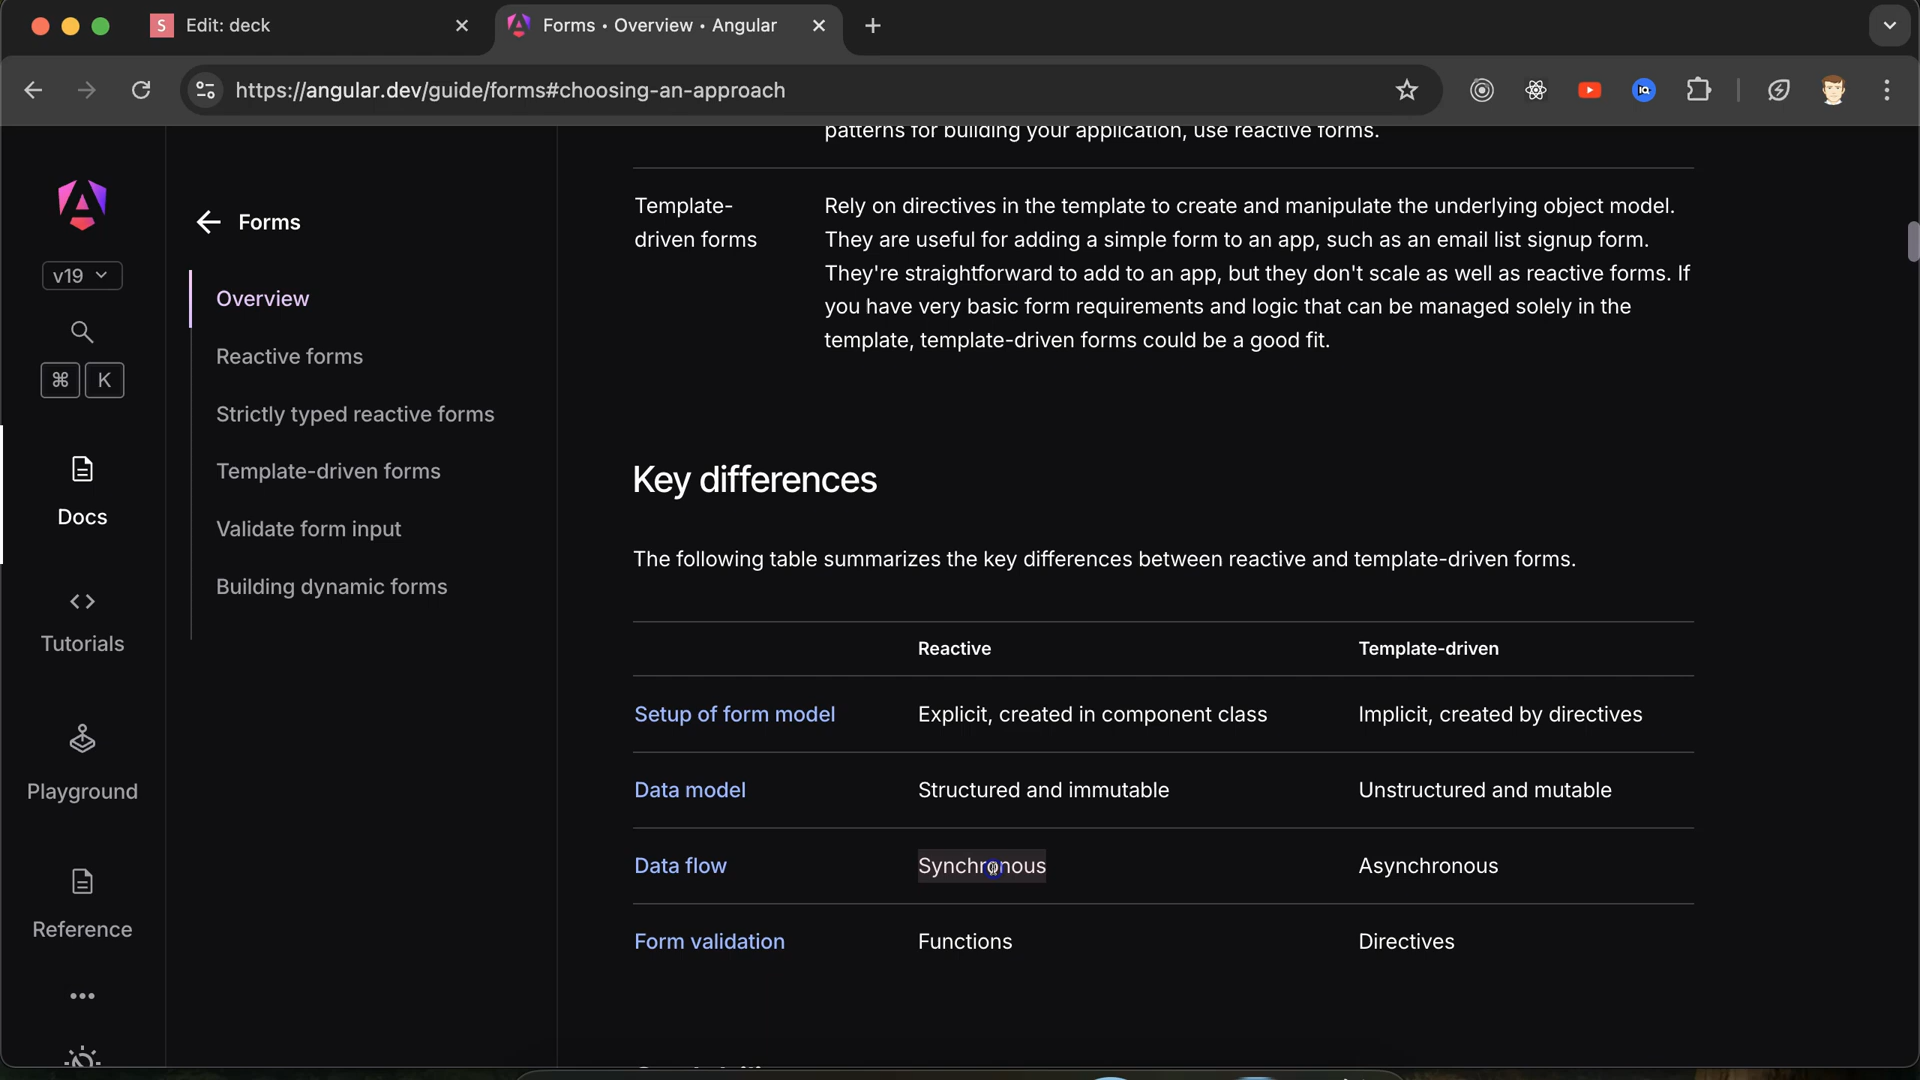 S Edit: deck
Forms • Overview • Angular
https://angular.dev/guide/forms#choosing-an-approach
IQ
v19
⌘ K
Docs
Tutorials
Playground
Reference
Forms
Overview
Reactive forms
Strictly typed reactive forms
Template-driven forms
Validate form input
Building dynamic forms
patterns for building your application, use reactive forms.
Template-
driven forms
Rely on directives in the template to create and manipulate the underlying object model.
They are useful for adding a simple form to an app, such as an email list signup form.
They're straightforward to add to an app, but they don't scale as well as reactive forms. If
you have very basic form requirements and logic that can be managed solely in the
template, template-driven forms could be a good fit.
Key differences
The following table summarizes the key differences between reactive and template-driven forms.
Reactive Template-driven
Setup of form model Explicit, created in component class Implicit, created by directives
Data model Structured and immutable Unstructured and mutable
Data flow Synchronous Asynchronous
Form validation Functions Directives